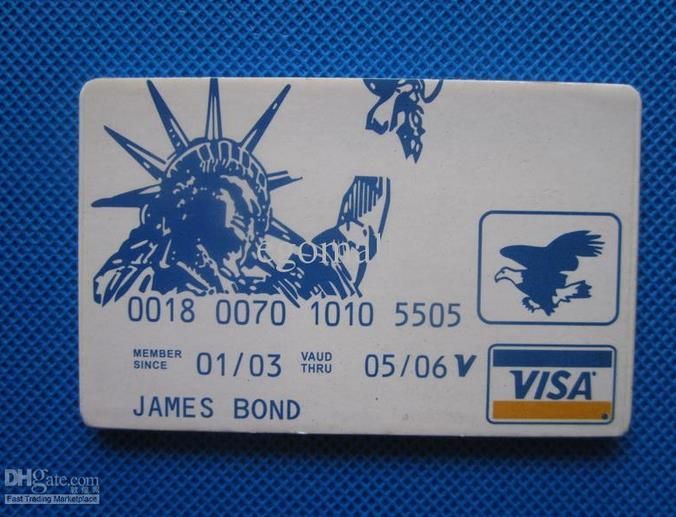 egomal
0018 0070 1010 5505
MEMBER SINCE 01/03 VAUD THRU 05/06 V
VISA
JAMES BOND
DHgate.com
Fast Trading Marketplace